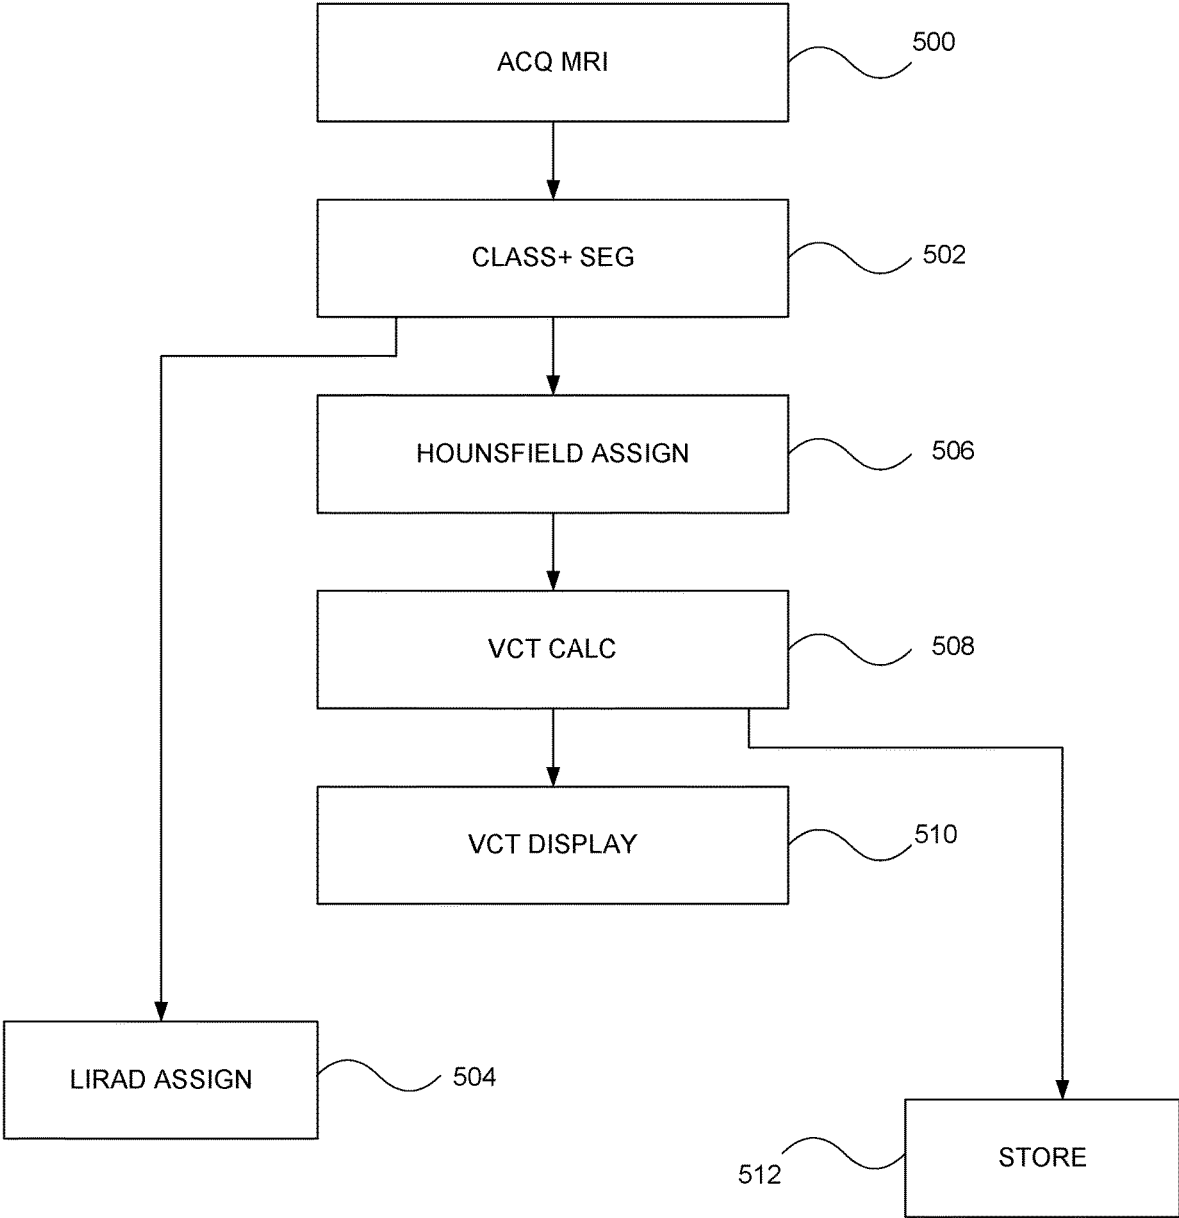 ACQ MRI
500
CLASS+ SEG
502
HOUNSFIELD ASSIGN
506
VCT CALC
508
VCT DISPLAY
510
LIRAD ASSIGN
504
STORE
512